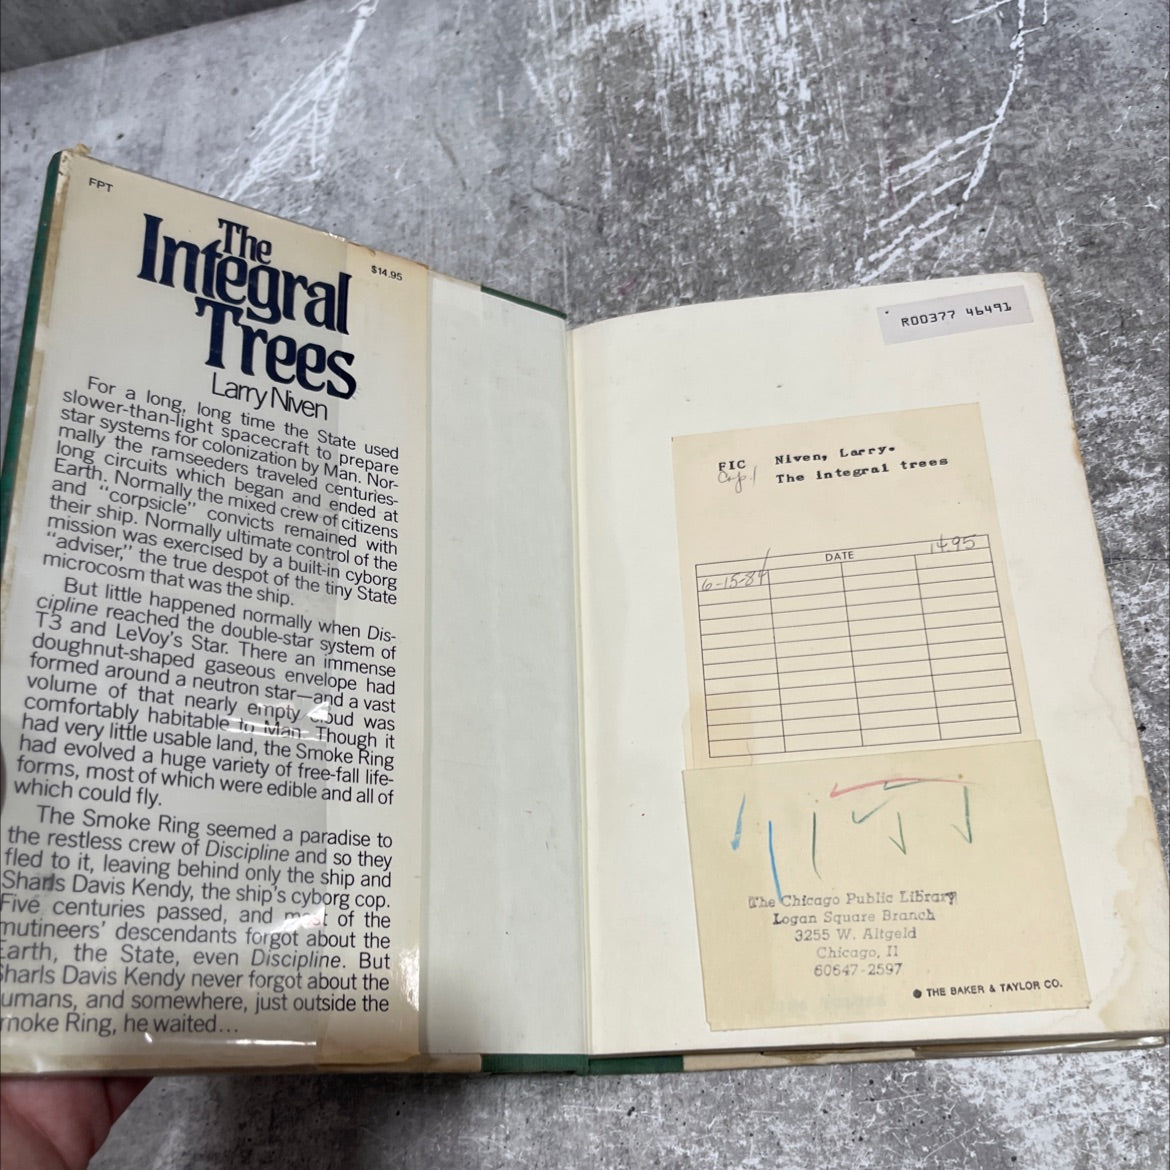 FPT
The
Integral
Trees
$14.95
Larry Niven
For a long, long time the State used
slower-than-light spacecraft to prepare
star systems for colonization by Man. Nor-
mally the ramseeders traveled centuries-
long circuits which began and ended at
Earth. Normally the mixed crew of citizens
and "corpsicle" convicts remained with
their ship. Normally ultimate control of the
mission was exercised by a built-in cyborg
"adviser," the true despot of the tiny State
microcosm that was the ship.
But little happened normally when Dis-
cipline reached the double-star system of
T3 and LeVoy's Star. There an immense
doughnut-shaped gaseous envelope had
formed around a neutron star—and a vast
volume of that nearly empty cloud was
comfortably habitable to Man. Though it
had very little usable land, the Smoke Ring
had evolved a huge variety of free-fall life-
forms, most of which were edible and all of
which could fly.
The Smoke Ring seemed a paradise to
the restless crew of Discipline and so they
fled to it, leaving behind only the ship and
Sharls Davis Kendy, the ship's cyborg cop.
Five centuries passed, and most of the
mutineers' descendants forgot about the
Earth, the State, even Discipline. But
Sharls Davis Kendy never forgot about the
umans, and somewhere, just outside the
moke Ring, he waited...
R00377 46491
FIC Niven, Larry.
Cop. 1 The integral trees
DATE
14.95
6-15-84
The Chicago Public Library
Logan Square Branch
3255 W. Altgeld
Chicago, Il
60647-2597
THE BAKER & TAYLOR CO.